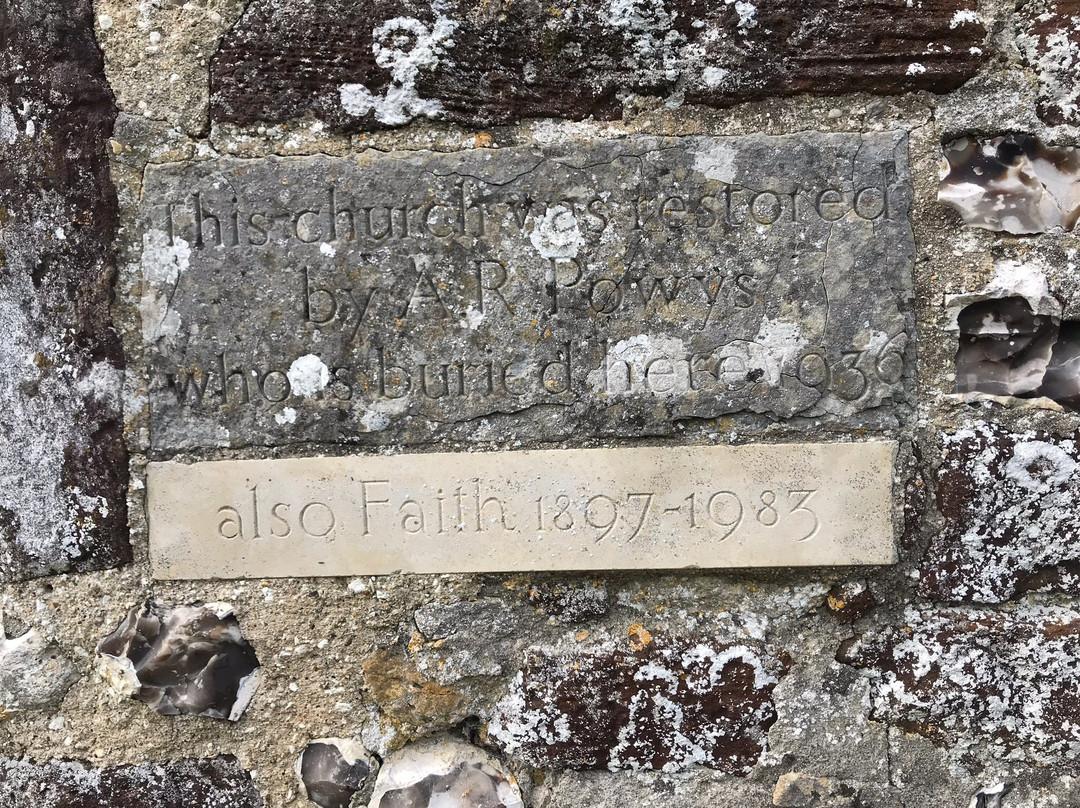 This church was restored
by A R Powys
who is buried here 1936
also Faith 1897-1983